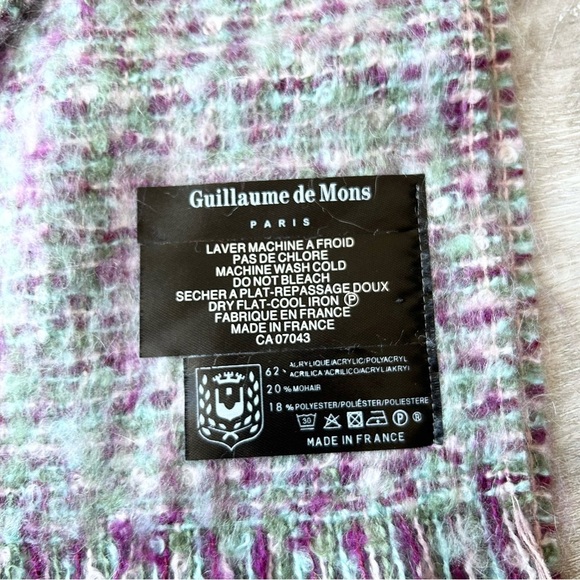 Guillaume de Mons
PARIS
LAVER MACHINE A FROID
PAS DE CHLORE
MACHINE WASH COLD
DO NOT BLEACH
SECHER A PLAT-REPASSAGE DOUX
DRY FLAT-COOL IRON Ⓟ
FABRIQUE EN FRANCE
MADE IN FRANCE
CA 07043
62% ACRYLIQUE/ACRYLIC/POLYACRYL
ACRILICA/ACRILICO/ACRYL/AKRYL
20% MOHAIR
18% POLYESTER/POLIÉSTER/POLIESTERE
30 Ⓟ ®
MADE IN FRANCE